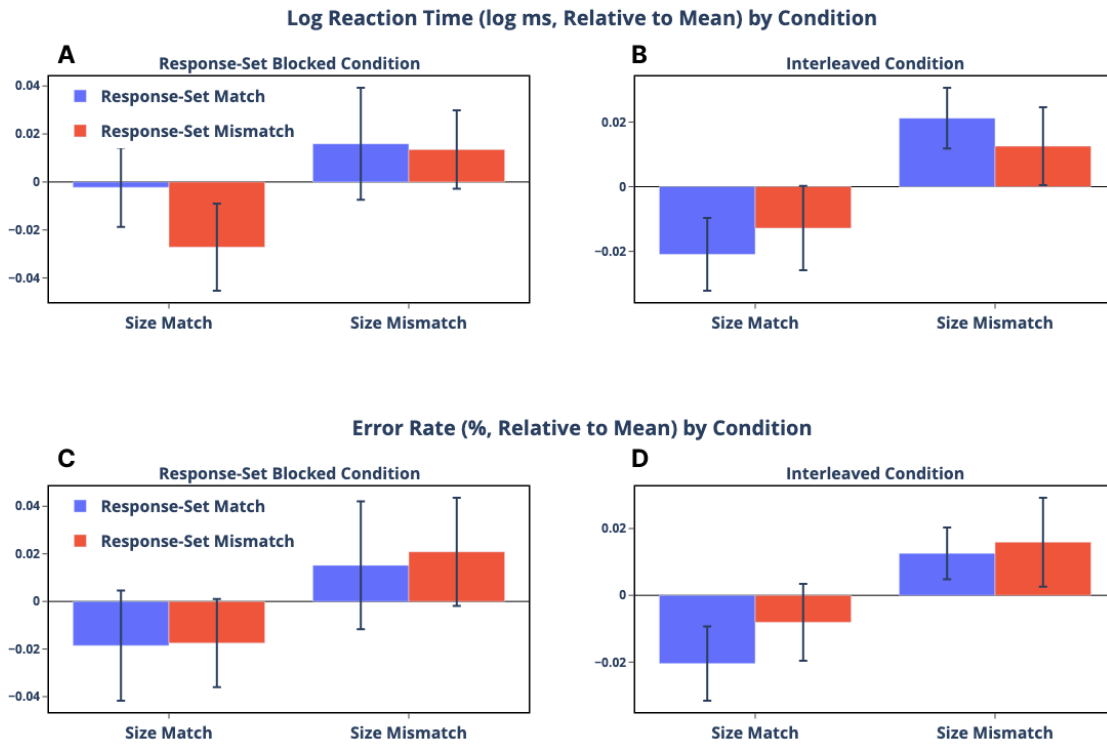 Log Reaction Time (log ms, Relative to Mean) by Condition
A
Response-Set Blocked Condition
0.04
0.02
0
−0.02
−0.04
Response-Set Match
Response-Set Mismatch
Size Match
Size Mismatch
B
Interleaved Condition
0.02
0
−0.02
Size Match
Size Mismatch
Error Rate (%, Relative to Mean) by Condition
C
Response-Set Blocked Condition
0.04
0.02
0
−0.02
−0.04
Response-Set Match
Response-Set Mismatch
Size Match
Size Mismatch
D
Interleaved Condition
0.02
0
−0.02
Size Match
Size Mismatch